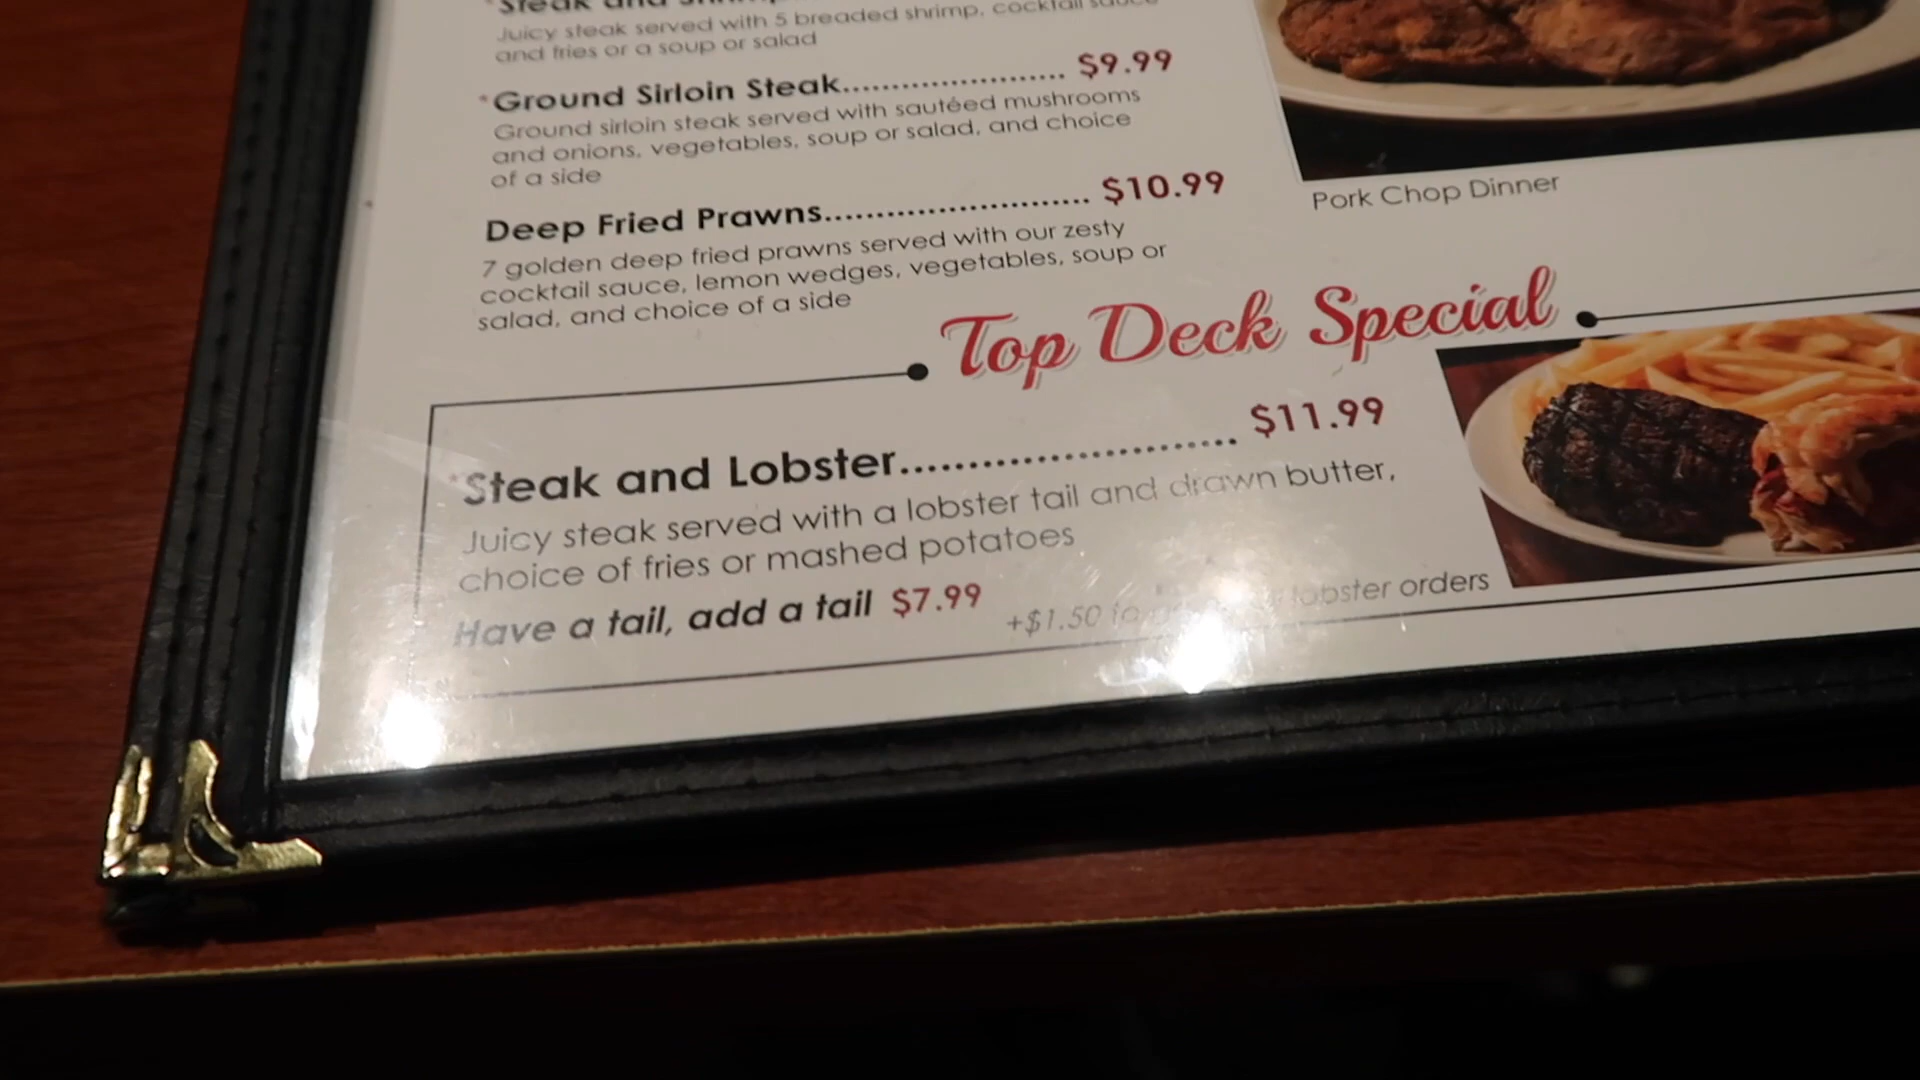 *Steak and Shrimp
Juicy steak served with 5 breaded shrimp, cocktail sauce
and fries or a soup or salad
*Ground Sirloin Steak...................... $9.99
Ground sirloin steak served with sautéed mushrooms
and onions, vegetables, soup or salad, and choice
of a side
Deep Fried Prawns.......................... $10.99
7 golden deep fried prawns served with our zesty
cocktail sauce, lemon wedges, vegetables, soup or
salad, and choice of a side
Pork Chop Dinner
Top Deck Special
*Steak and Lobster.......................... $11.99
Juicy steak served with a lobster tail and drawn butter,
choice of fries or mashed potatoes
Have a tail, add a tail $7.99
+$1.50 lobster orders